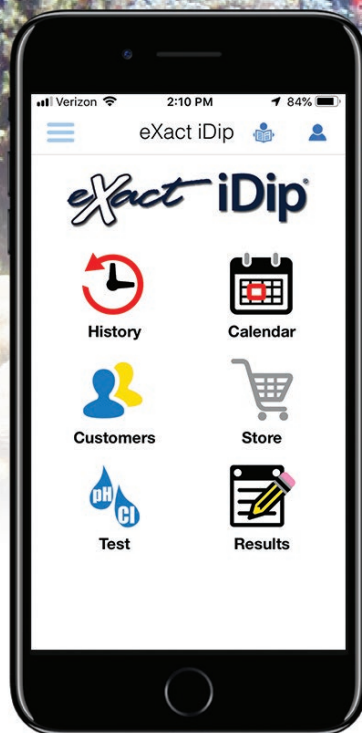 Verizon 2:10 PM 84%
eXact iDip
eXact iDip®
History Calendar
Customers Store
pH Cl
Test Results